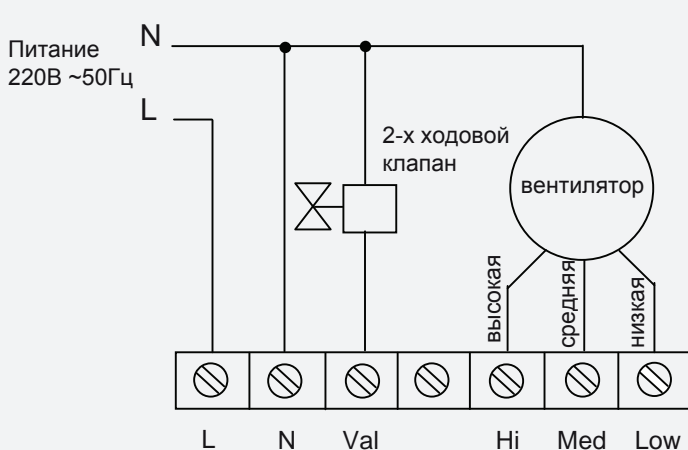 N
Питание
220В ~50Гц
L
2-х ходовой
клапан
вентилятор
высокая
средняя
низкая
L N Val Hi Med Low